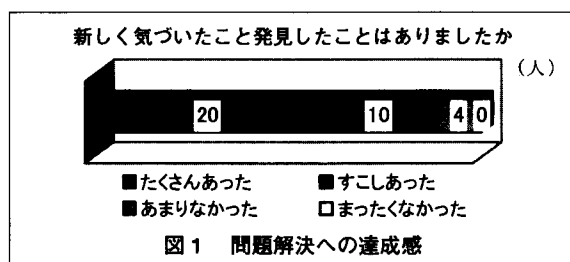 新しく気づいたこと発見したことはありましたか
(人)
20 10 4 0
■たくさんあった ■すこしあった
■あまりなかった □まったくなかった
図1 問題解決への達成感